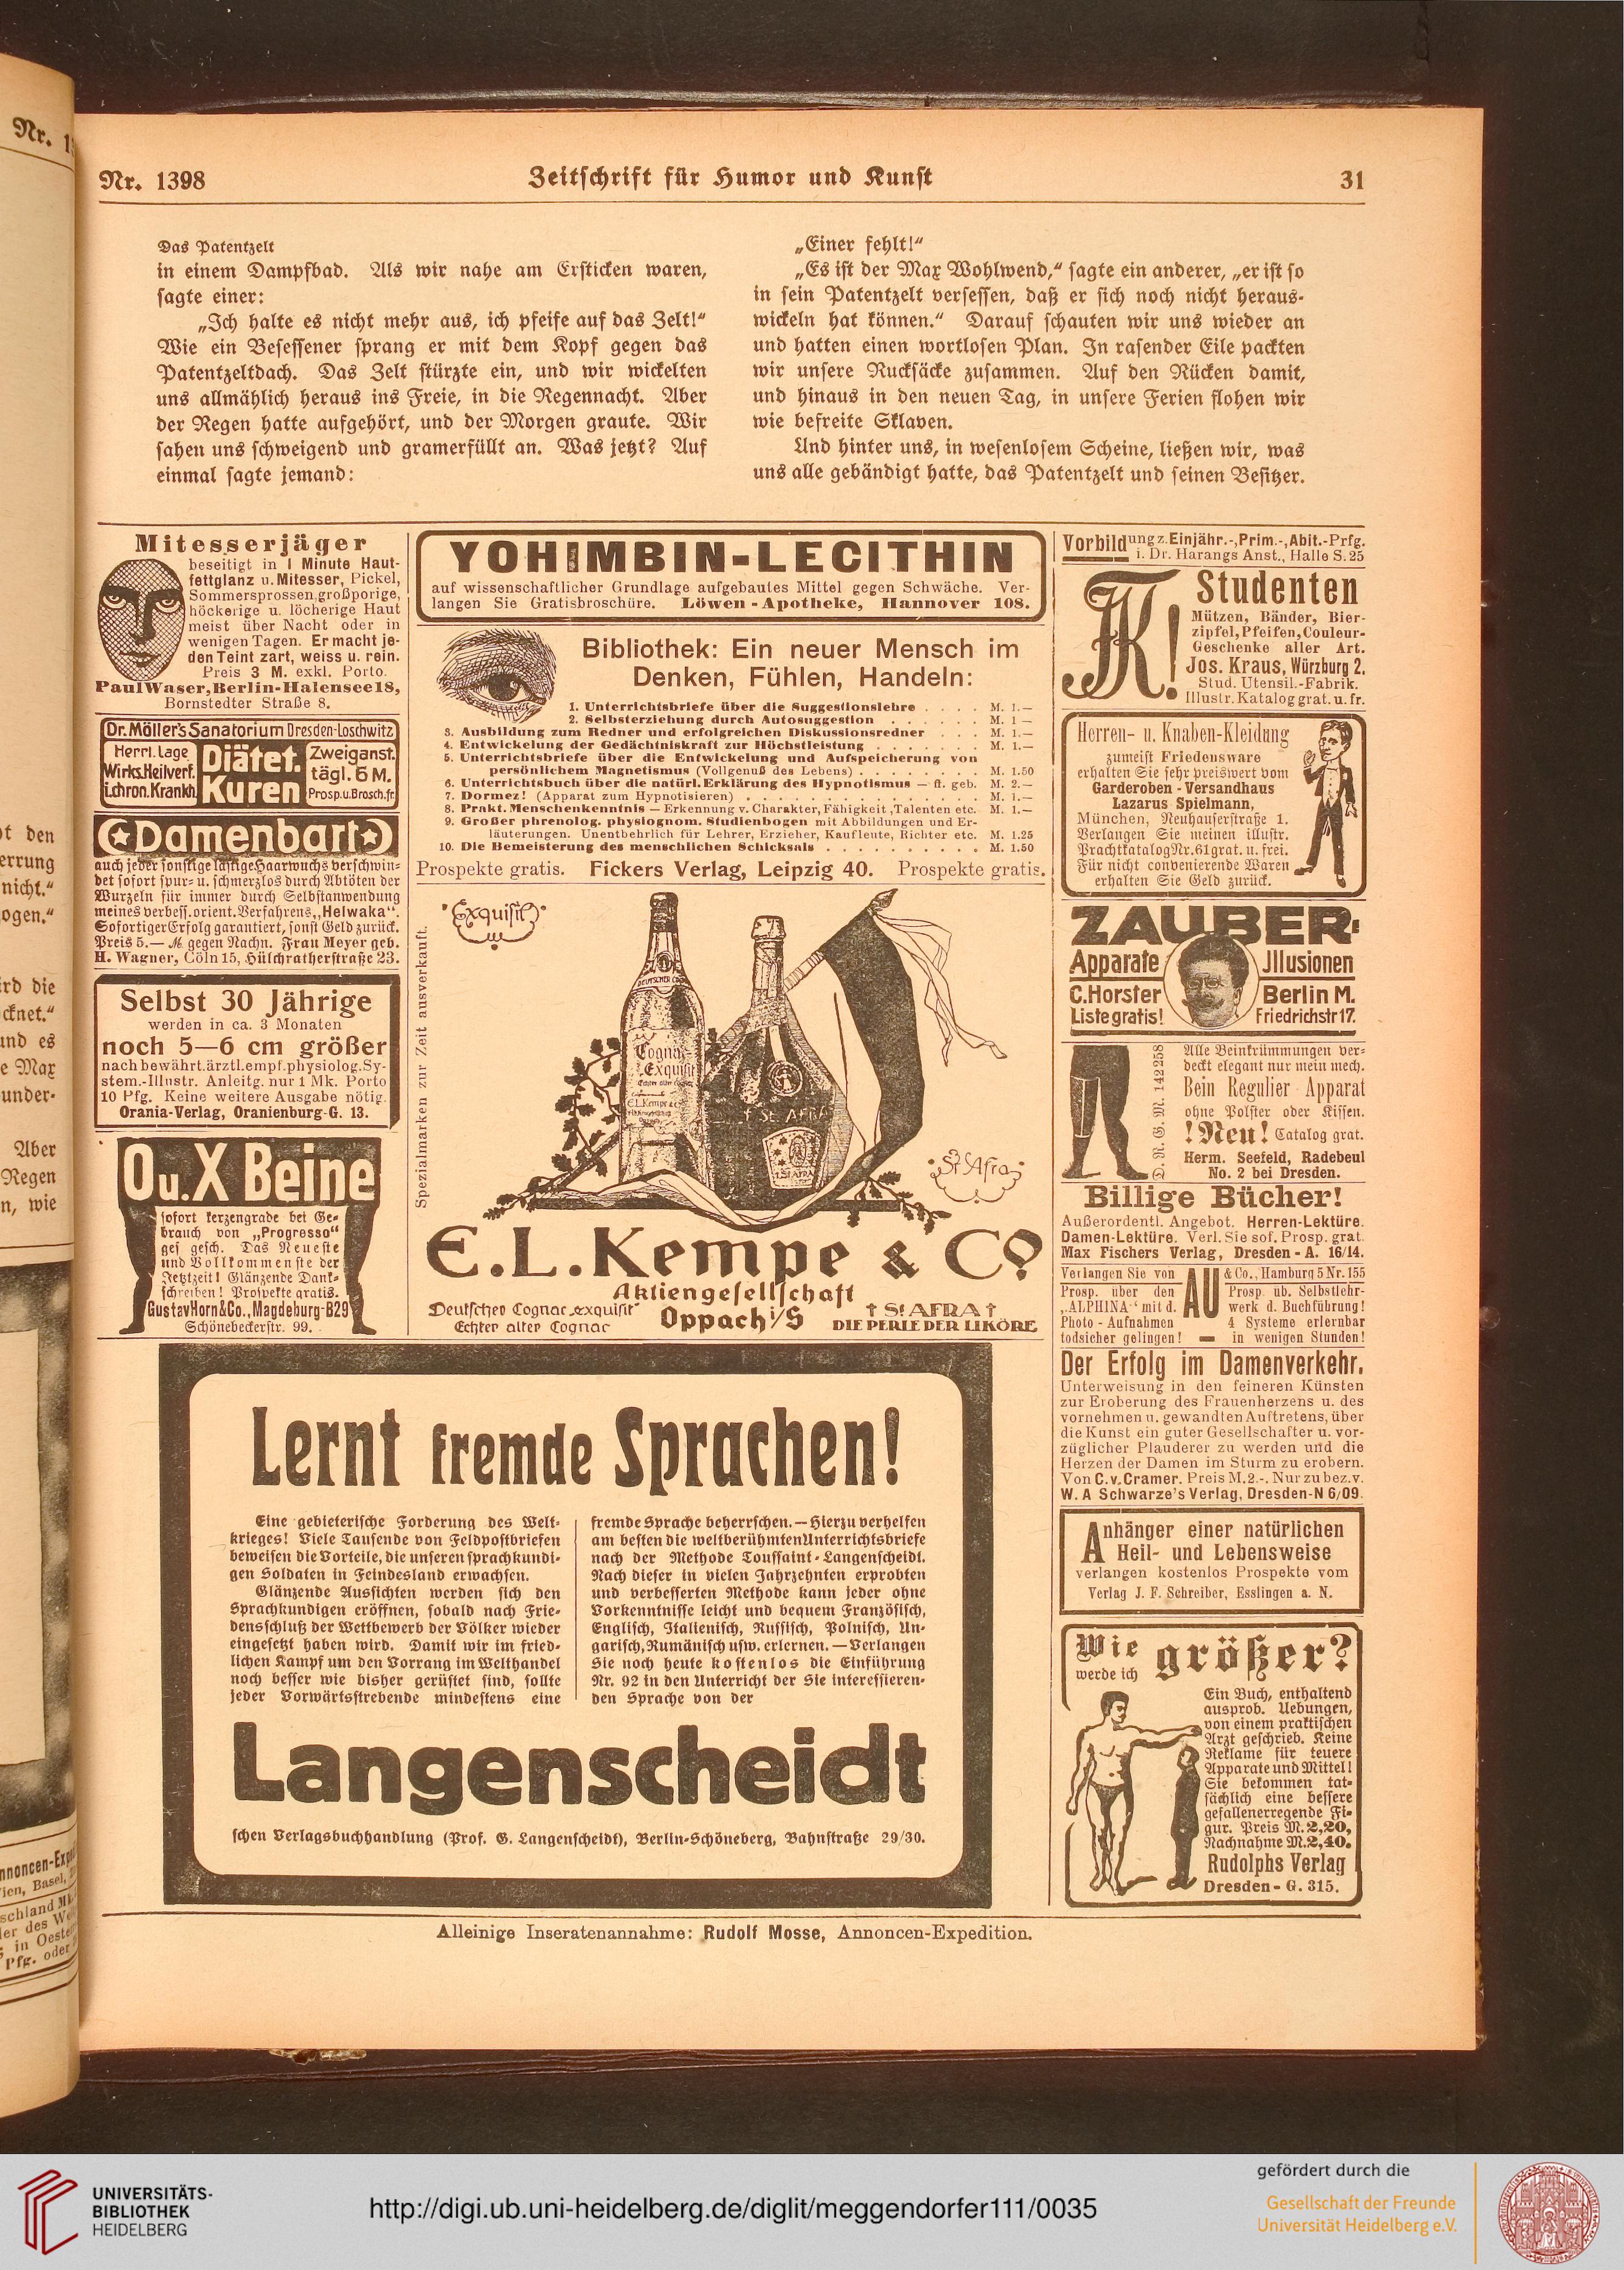 Nr. 1398
Zeitschrift für Humor und Kunst
31
Das Patentzelt
in einem Dampfbad. Als wir nahe am Ersticken waren,
sagte einer:
„Ich halte es nicht mehr aus, ich pfeife auf das Zelt!"
Wie ein Besessener sprang er mit dem Kopf gegen das
Patentzeltdach. Das Zelt stürzte ein, und wir wickelten
uns allmählich heraus ins Freie, in die Regennacht. Aber
der Regen hatte aufgehört, und der Morgen graute. Wir
sahen uns schweigend und gramerfüllt an. Was jetzt? Auf
einmal sagte jemand:
„Einer fehlt!"
„Es ist der Max Wohlwend," sagte ein anderer, „er ist so
in sein Patentzelt versessen, daß er sich noch nicht heraus-
wickeln hat können." Darauf schauten wir uns wieder an
und hatten einen wortlosen Plan. In rasender Eile packten
wir unsere Rucksäcke zusammen. Auf den Rücken damit,
und hinaus in den neuen Tag, in unsere Ferien flohen wir
wie befreite Sklaven.
Und hinter uns, in wesenlosem Scheine, ließen wir, was
uns alle gebändigt hatte, das Patentzelt und seinen Besitzer.
Mitesserjäger
beseitigt in 1 Minute Haut-
fettglanz u. Mitesser, Pickel,
Sommersprossen, großporige,
höckerige u. löcherige Haut
meist über Nacht oder in
wenigen Tagen. Er macht je-
den Teint zart, weiss u. rein.
Preis 3 M. exkl. Porto.
Paul Waser, Berlin-Halensee 18,
Bornstedter Straße 8.
Dr. Möller's Sanatorium Dresden-Loschwitz
Herrl. Lage
Wirks. Heilverf.
i. chron. Krankh.
Diätet.
Kuren
Zweiganst.
tägl. 6 M.
Prosp. u. Brosch. fr.
Damenbart
auch jeder sonstige lästige Haarwuchs verschwin-
det sofort spur- u. schmerzlos durch Abtöten der
Wurzeln für immer durch Selbstanwendung
meines verbess. orient. Verfahrens „Helwaka".
Sofortiger Erfolg garantiert, sonst Geld zurück.
Preis 5.— M gegen Nachn. Frau Meyer geb.
H. Wagner, Cöln 15, Hülchratherstraße 23.
Selbst 30 Jährige
werden in ca. 3 Monaten
noch 5—6 cm größer
nach bewährt. ärztl. empf. physiolog. Sy-
stem.-Illustr. Anleitg. nur 1 Mk. Porto
10 Pfg. Keine weitere Ausgabe nötig.
Orania-Verlag, Oranienburg-G. 13.
O u. X Beine
sofort kerzengrade bei Ge-
brauch von „Progresso"
ges gesch. Das Neueste
und Vollkommenste der
Jetztzeit! Glänzende Dank-
schreiben! Prospekte gratis.
Gustav Horn & Co., Magdeburg-B 29
Schönebeckerstr. 99.
YOHIMBIN-LECITHIN
auf wissenschaftlicher Grundlage aufgebautes Mittel gegen Schwäche. Ver-
langen Sie Gratisbroschüre. Löwen-Apotheke, Hannover 108.
Bibliothek: Ein neuer Mensch im
Denken, Fühlen, Handeln:
1. Unterrichtsbriefe über die Suggestionslehre . . . . M. 1.—
2. Selbsterziehung durch Autosuggestion . . . . . . M. 1.—
3. Ausbildung zum Redner und erfolgreichen Diskussionsredner . . . M. 1.—
4. Entwickelung der Gedächtniskraft zur Höchstleistung . . . . . . . M. 1.—
5. Unterrichtsbriefe über die Entwickelung und Aufspeicherung von
persönlichem Magnetismus (Vollgenuß des Lebens) . . . . . . . . M. 1.50
6. Unterrichtsbuch über die natürl. Erklärung des Hypnotismus — fl. geb. M. 2.—
7. Dormez! (Apparat zum Hypnotisieren) . . . . . . . . . . . . . M. 1.—
8. Prakt. Menschenkenntnis — Erkennung v. Charakter, Fähigkeit, Talenten etc. M. 1.—
9. Großer phrenolog. physiognom. Studienbogen mit Abbildungen und Er-
läuterungen. Unentbehrlich für Lehrer, Erzieher, Kaufleute, Richter etc. M. 1.25
10. Die Bemeisterung des menschlichen Schicksals . . . . . . . . . . M. 1.50
Prospekte gratis. Fickers Verlag, Leipzig 40. Prospekte gratis.
Spezialmarken zur Zeit ausverkauft.
Exquisit
Cognac
Exquisit
St. AFRA
St. Afra
E.L. Kempe & Co
Aktiengesellschaft
Deutscher Cognac „Exquisit"
Echter alter Cognac
Oppach i/S
† St AFRA †
DIE PERLE DER LIKÖRE
Vorbildung z. Einjähr.-, Prim.-, Abit.-Prfg.
i. Dr. Harangs Anst., Halle S. 25
JK!
Studenten
Mützen, Bänder, Bier-
zipfel, Pfeifen, Couleur-
Geschenke aller Art.
Jos. Kraus, Würzburg 2.
Stud. Utensil.-Fabrik.
Illustr. Katalog grat. u. fr.
Herren- u. Knaben-Kleidung
zumeist Friedensware
erhalten Sie sehr preiswert vom
Garderoben-Versandhaus
Lazarus Spielmann,
München, Neuhauserstraße 1.
Verlangen Sie meinen illustr.
Prachtkatalog Nr. 61 grat. u. frei.
Für nicht convenierende Waren
erhalten Sie Geld zurück.
ZAUBER-
Apparate
Jllusionen
C. Horster
Berlin M.
Liste gratis!
Friedrichstr 17.
D. R. G. M. 142258
Alle Beinkrümmungen ver-
deckt elegant nur mein mech.
Bein Regulier Apparat
ohne Polster oder Kissen.
! Neu! Catalog grat.
Herm. Seefeld, Radebeul
No. 2 bei Dresden.
Billige Bücher!
Außerordentl. Angebot. Herren-Lektüre.
Damen-Lektüre. Verl. Sie sof. Prosp. grat.
Max Fischers Verlag, Dresden-A. 16/14.
Verlangen Sie von
Prosp. über den
„ALPHINA" mit d.
Photo-Aufnahmen
todsicher gelingen!
AU
& Co., Hamburg 5 Nr. 155
Prosp. üb. Selbstlehr-
werk d. Buchführung!
4 Systeme erlernbar
in wenigen Stunden!
Der Erfolg im Damenverkehr.
Unterweisung in den feineren Künsten
zur Eroberung des Frauenherzens u. des
vornehmen u. gewandten Auftretens, über
die Kunst ein guter Gesellschafter u. vor-
züglicher Plauderer zu werden und die
Herzen der Damen im Sturm zu erobern.
Von C. v. Cramer. Preis M. 2.-. Nur zu bez. v.
W. A Schwarze's Verlag, Dresden-N 6/09.
Anhänger einer natürlichen
Heil- und Lebensweise
verlangen kostenlos Prospekte vom
Verlag J. F. Schreiber, Esslingen a. N.
Wie
werde ich
größer?
Ein Buch, enthaltend
ausprob. Uebungen,
von einem praktischen
Arzt geschrieb. Keine
Reklame für teuere
Apparate und Mittel!
Sie bekommen tat-
sächlich eine bessere
gefallenerregende Fi-
gur. Preis M. 2,20,
Nachnahme M. 2,40.
Rudolphs Verlag
Dresden-G. 315.
Lernt fremde Sprachen!
Eine gebieterische Forderung des Welt-
krieges! Viele Tausende von Feldpostbriefen
beweisen die Vorteile, die unseren sprachkundi-
gen Soldaten in Feindesland erwachsen.
Glänzende Aussichten werden sich den
Sprachkundigen eröffnen, sobald nach Frie-
densschluß der Wettbewerb der Völker wieder
eingesetzt haben wird. Damit wir im fried-
lichen Kampf um den Vorrang im Welthandel
noch besser wie bisher gerüstet sind, sollte
jeder Vorwärtsstrebende mindestens eine
fremde Sprache beherrschen. — Hierzu verhelfen
am besten die weltberühmten Unterrichtsbriefe
nach der Methode Toussaint-Langenscheidt.
Nach dieser in vielen Jahrzehnten erprobten
und verbesserten Methode kann jeder ohne
Vorkenntnisse leicht und bequem Französisch,
Englisch, Italienisch, Russisch, Polnisch, Un-
garisch, Rumänisch usw. erlernen. — Verlangen
Sie noch heute kostenlos die Einführung
Nr. 92 in den Unterricht der Sie interessieren-
den Sprache von der
Langenscheidt
schen Verlagsbuchhandlung (Prof. G. Langenscheidt), Berlin-Schöneberg, Bahnstraße 29/30.
Alleinige Inseratenannahme: Rudolf Mosse, Annoncen-Expedition.
UNIVERSITÄTS-
BIBLIOTHEK
HEIDELBERG
http://digi.ub.uni-heidelberg.de/diglit/meggendorfer111/0035
gefördert durch die
Gesellschaft der Freunde
Universität Heidelberg e.V.